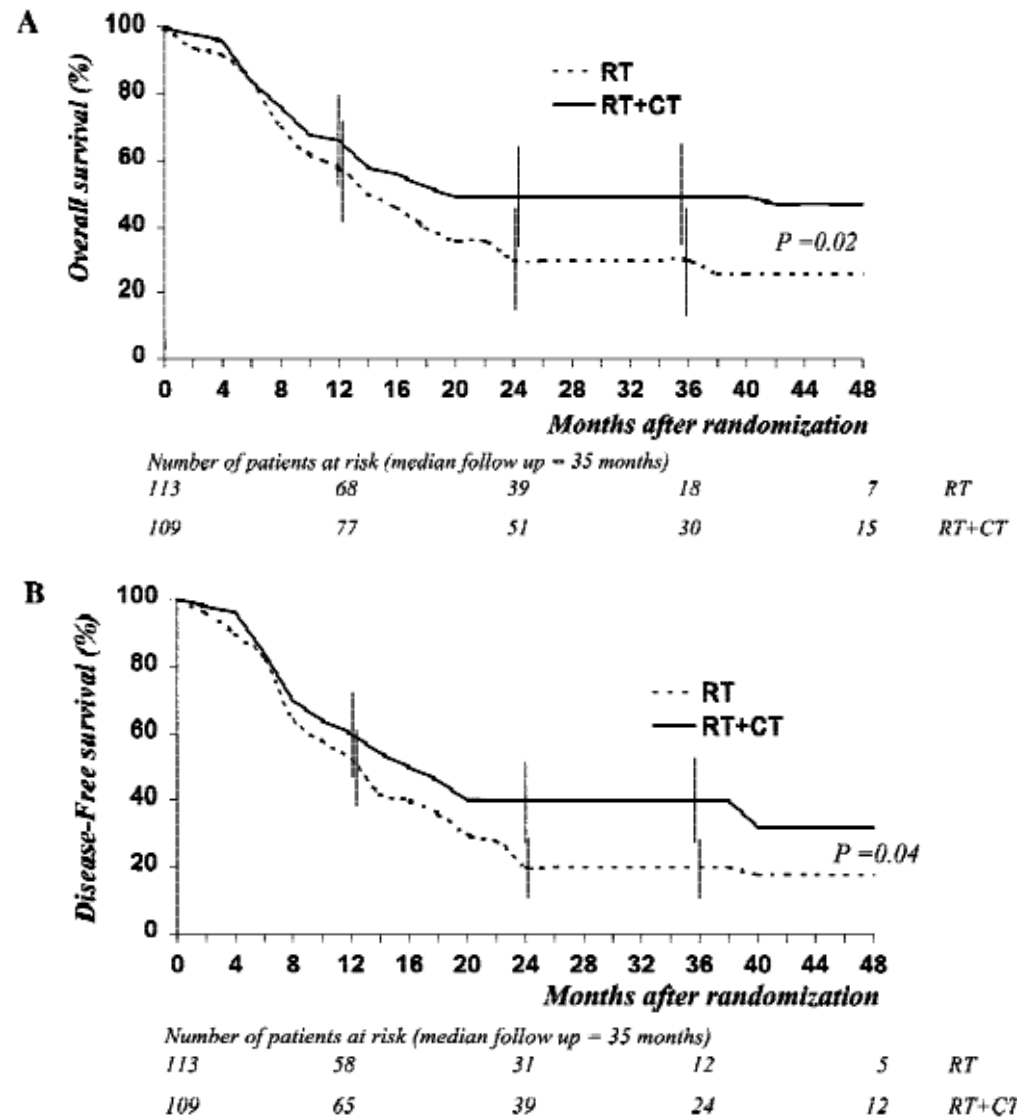 A
Overall survival (%)
100
80
60
40
20
0
RT
RT+CT
P =0.02
0 4 8 12 16 20 24 28 32 36 40 44 48
Months after randomization
Number of patients at risk (median follow up = 35 months)
113 68 39 18 7 RT
109 77 51 30 15 RT+CT
B
Disease-Free survival (%)
100
80
60
40
20
0
RT
RT+CT
P =0.04
0 4 8 12 16 20 24 28 32 36 40 44 48
Months after randomization
Number of patients at risk (median follow up = 35 months)
113 58 31 12 5 RT
109 65 39 24 12 RT+CT